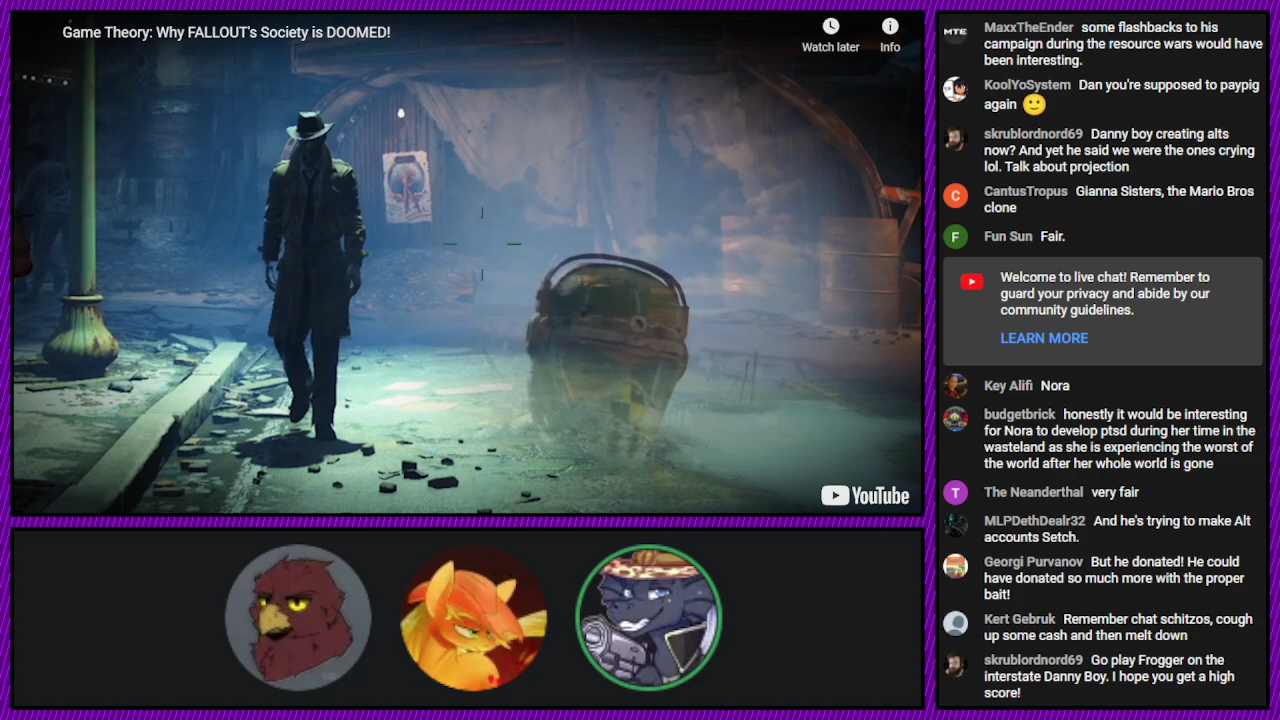 Game Theory: Why FALLOUT's Society is DOOMED!
Watch later
Info
YouTube
MTE
MaxxTheEnder some flashbacks to his
campaign during the resource wars would have
been interesting.
KoolYoSystem Dan you're supposed to paypig
again 🙂
skrublordnord69 Danny boy creating alts
now? And yet he said we were the ones crying
lol. Talk about projection
C
CantusTropus Gianna Sisters, the Mario Bros
clone
F
Fun Sun Fair.
Welcome to live chat! Remember to
guard your privacy and abide by our
community guidelines.
LEARN MORE
Key Alifi Nora
budgetbrick honestly it would be interesting
for Nora to develop ptsd during her time in the
wasteland as she is experiencing the worst of
the world after her whole world is gone
T
The Neanderthal very fair
MLPDethDealr32 And he's trying to make Alt
accounts Setch.
Georgi Purvanov But he donated! He could
have donated so much more with the proper
bait!
Kert Gebruk Remember chat schitzos, cough
up some cash and then melt down
skrublordnord69 Go play Frogger on the
interstate Danny Boy. I hope you get a high
score!